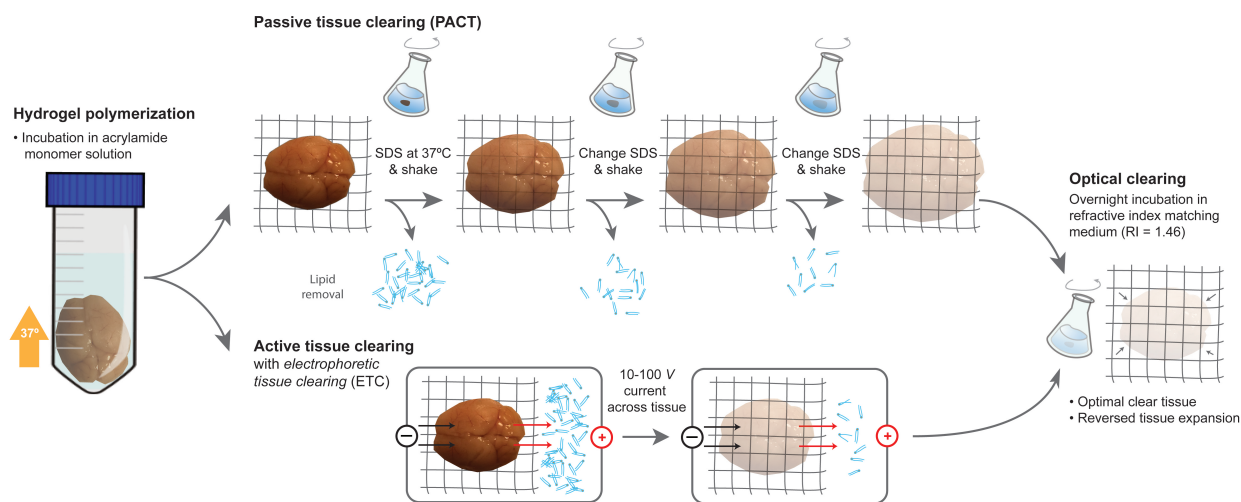 Passive tissue clearing (PACT)
Hydrogel polymerization
• Incubation in acrylamide
monomer solution
37º
SDS at 37ºC
& shake
Change SDS
& shake
Change SDS
& shake
Lipid
removal
Active tissue clearing
with electrophoretic
tissue clearing (ETC)
10-100 V
current
across tissue
−
+
−
+
Optical clearing
Overnight incubation in
refractive index matching
medium (RI = 1.46)
• Optimal clear tissue
• Reversed tissue expansion